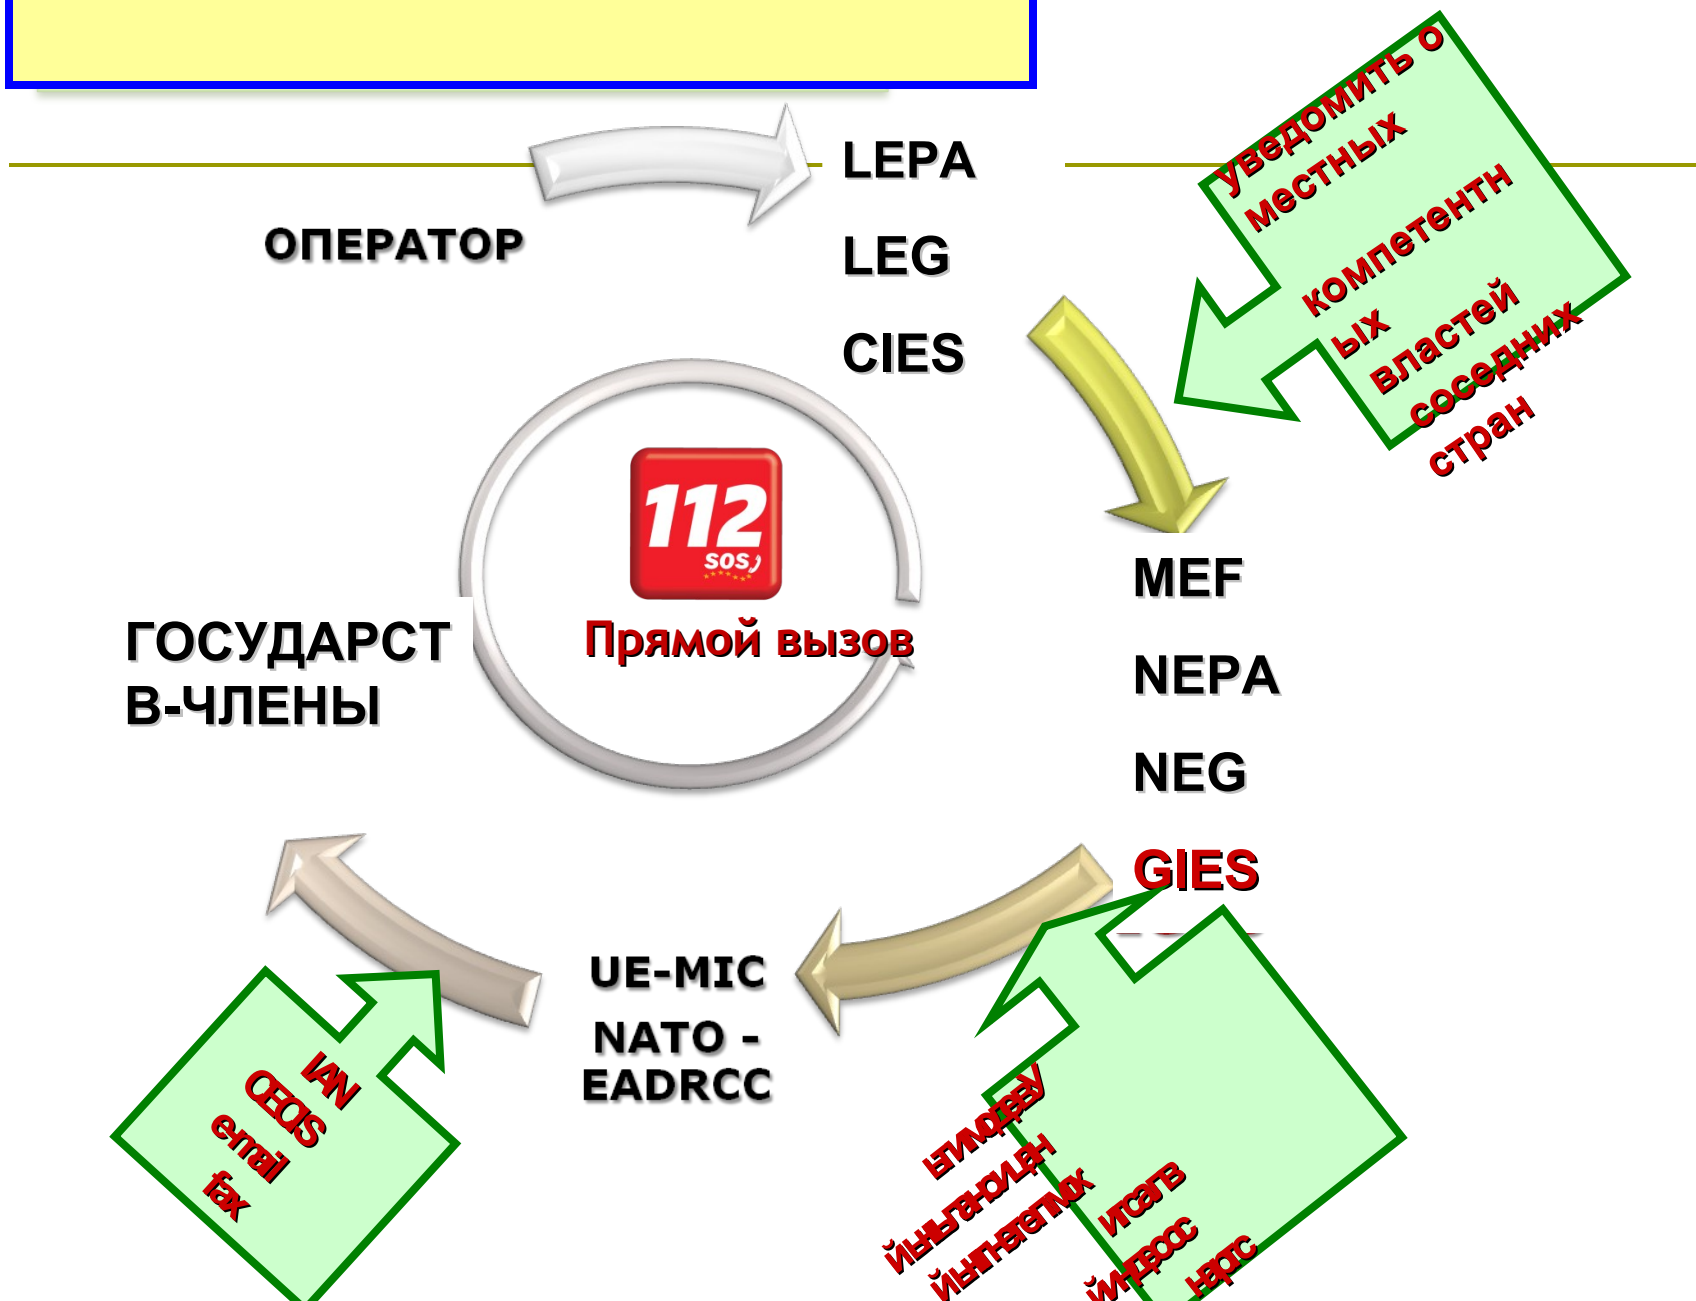 уведомить о
местных
компетентн
ых
властей
соседних
стран
LEPA
LEG
CIES
ОПЕРАТОР
112
SOS
Прямой вызов
MEF
NEPA
NEG
GIES
ГОСУДАРСТ
В-ЧЛЕНЫ
UE-MIC
NATO -
EADRCC
IAN
CECIS
e-mail
fax